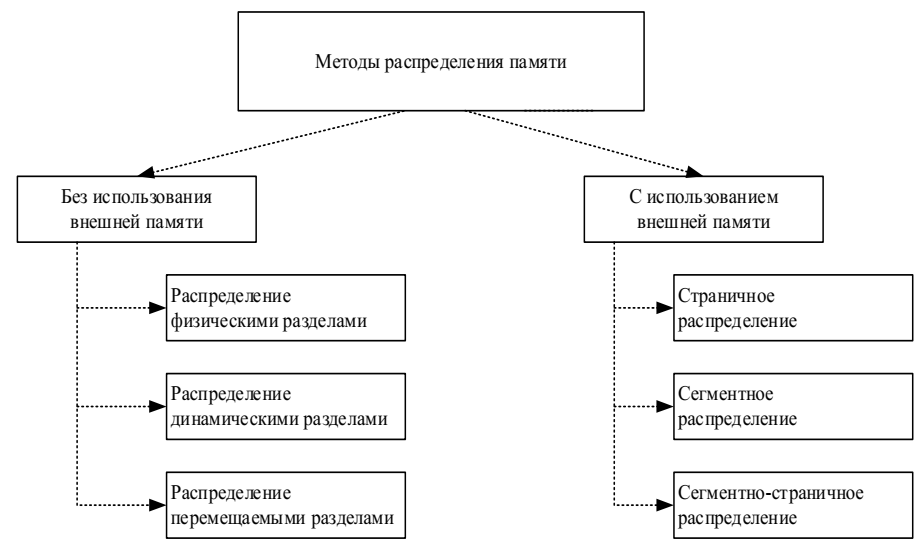 Методы распределения памяти
Без использования
внешней памяти
С использованием
внешней памяти
Распределение
физическими разделами
Распределение
динамическими разделами
Распределение
перемещаемыми разделами
Страничное
распределение
Сегментное
распределение
Сегментно-страничное
распределение